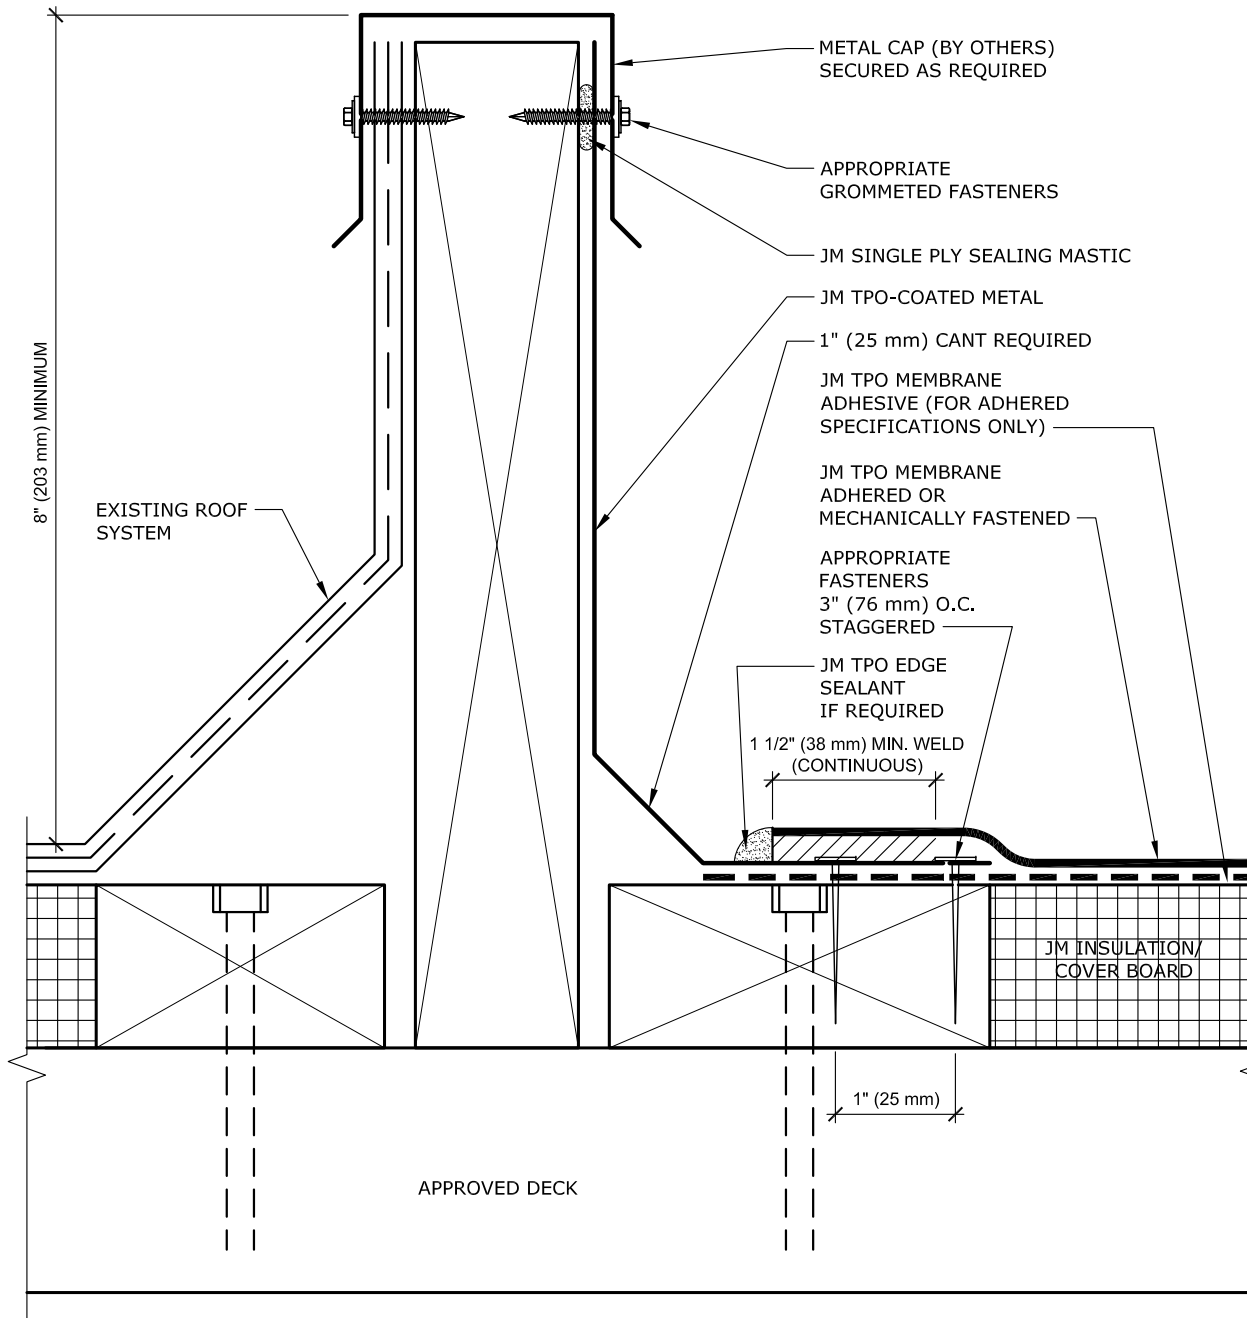 METAL CAP (BY OTHERS)
SECURED AS REQUIRED
APPROPRIATE
GROMMETED FASTENERS
JM SINGLE PLY SEALING MASTIC
JM TPO-COATED METAL
1" (25 mm) CANT REQUIRED
JM TPO MEMBRANE
ADHESIVE (FOR ADHERED
SPECIFICATIONS ONLY)
8" (203 mm) MINIMUM
EXISTING ROOF
SYSTEM
JM TPO MEMBRANE
ADHERED OR
MECHANICALLY FASTENED
APPROPRIATE
FASTENERS
3" (76 mm) O.C.
STAGGERED
JM TPO EDGE
SEALANT
IF REQUIRED
1 1/2" (38 mm) MIN. WELD
(CONTINUOUS)
JM INSULATION/
COVER BOARD
1" (25 mm)
APPROVED DECK